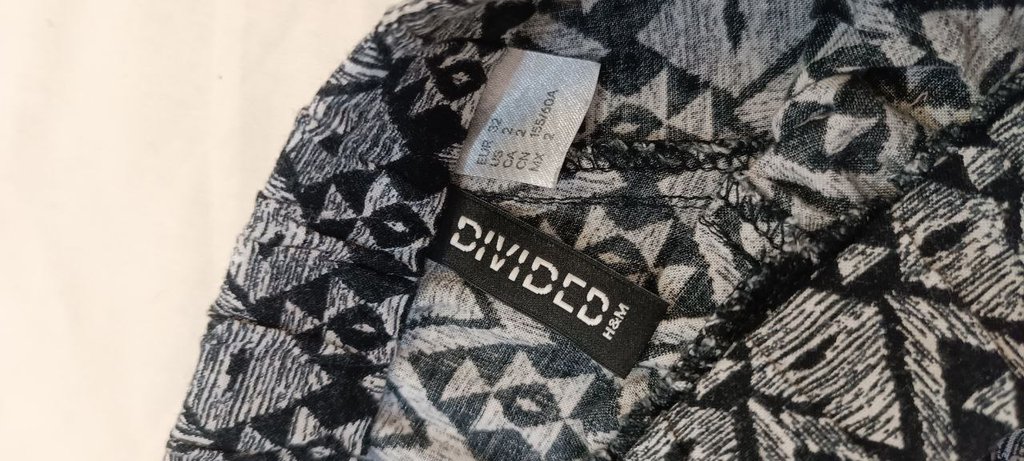 EUR 32
US 2
CA 2
CN 155/60A
MX 2
DIVIDED
H&M